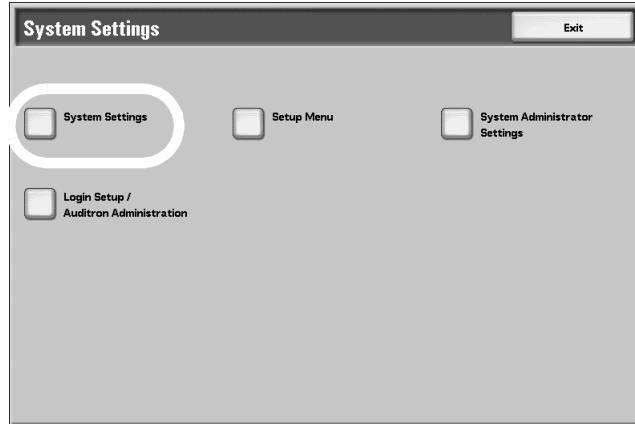 System Settings
Exit
System Settings
Setup Menu
System Administrator
Settings
Login Setup /
Auditron Administration